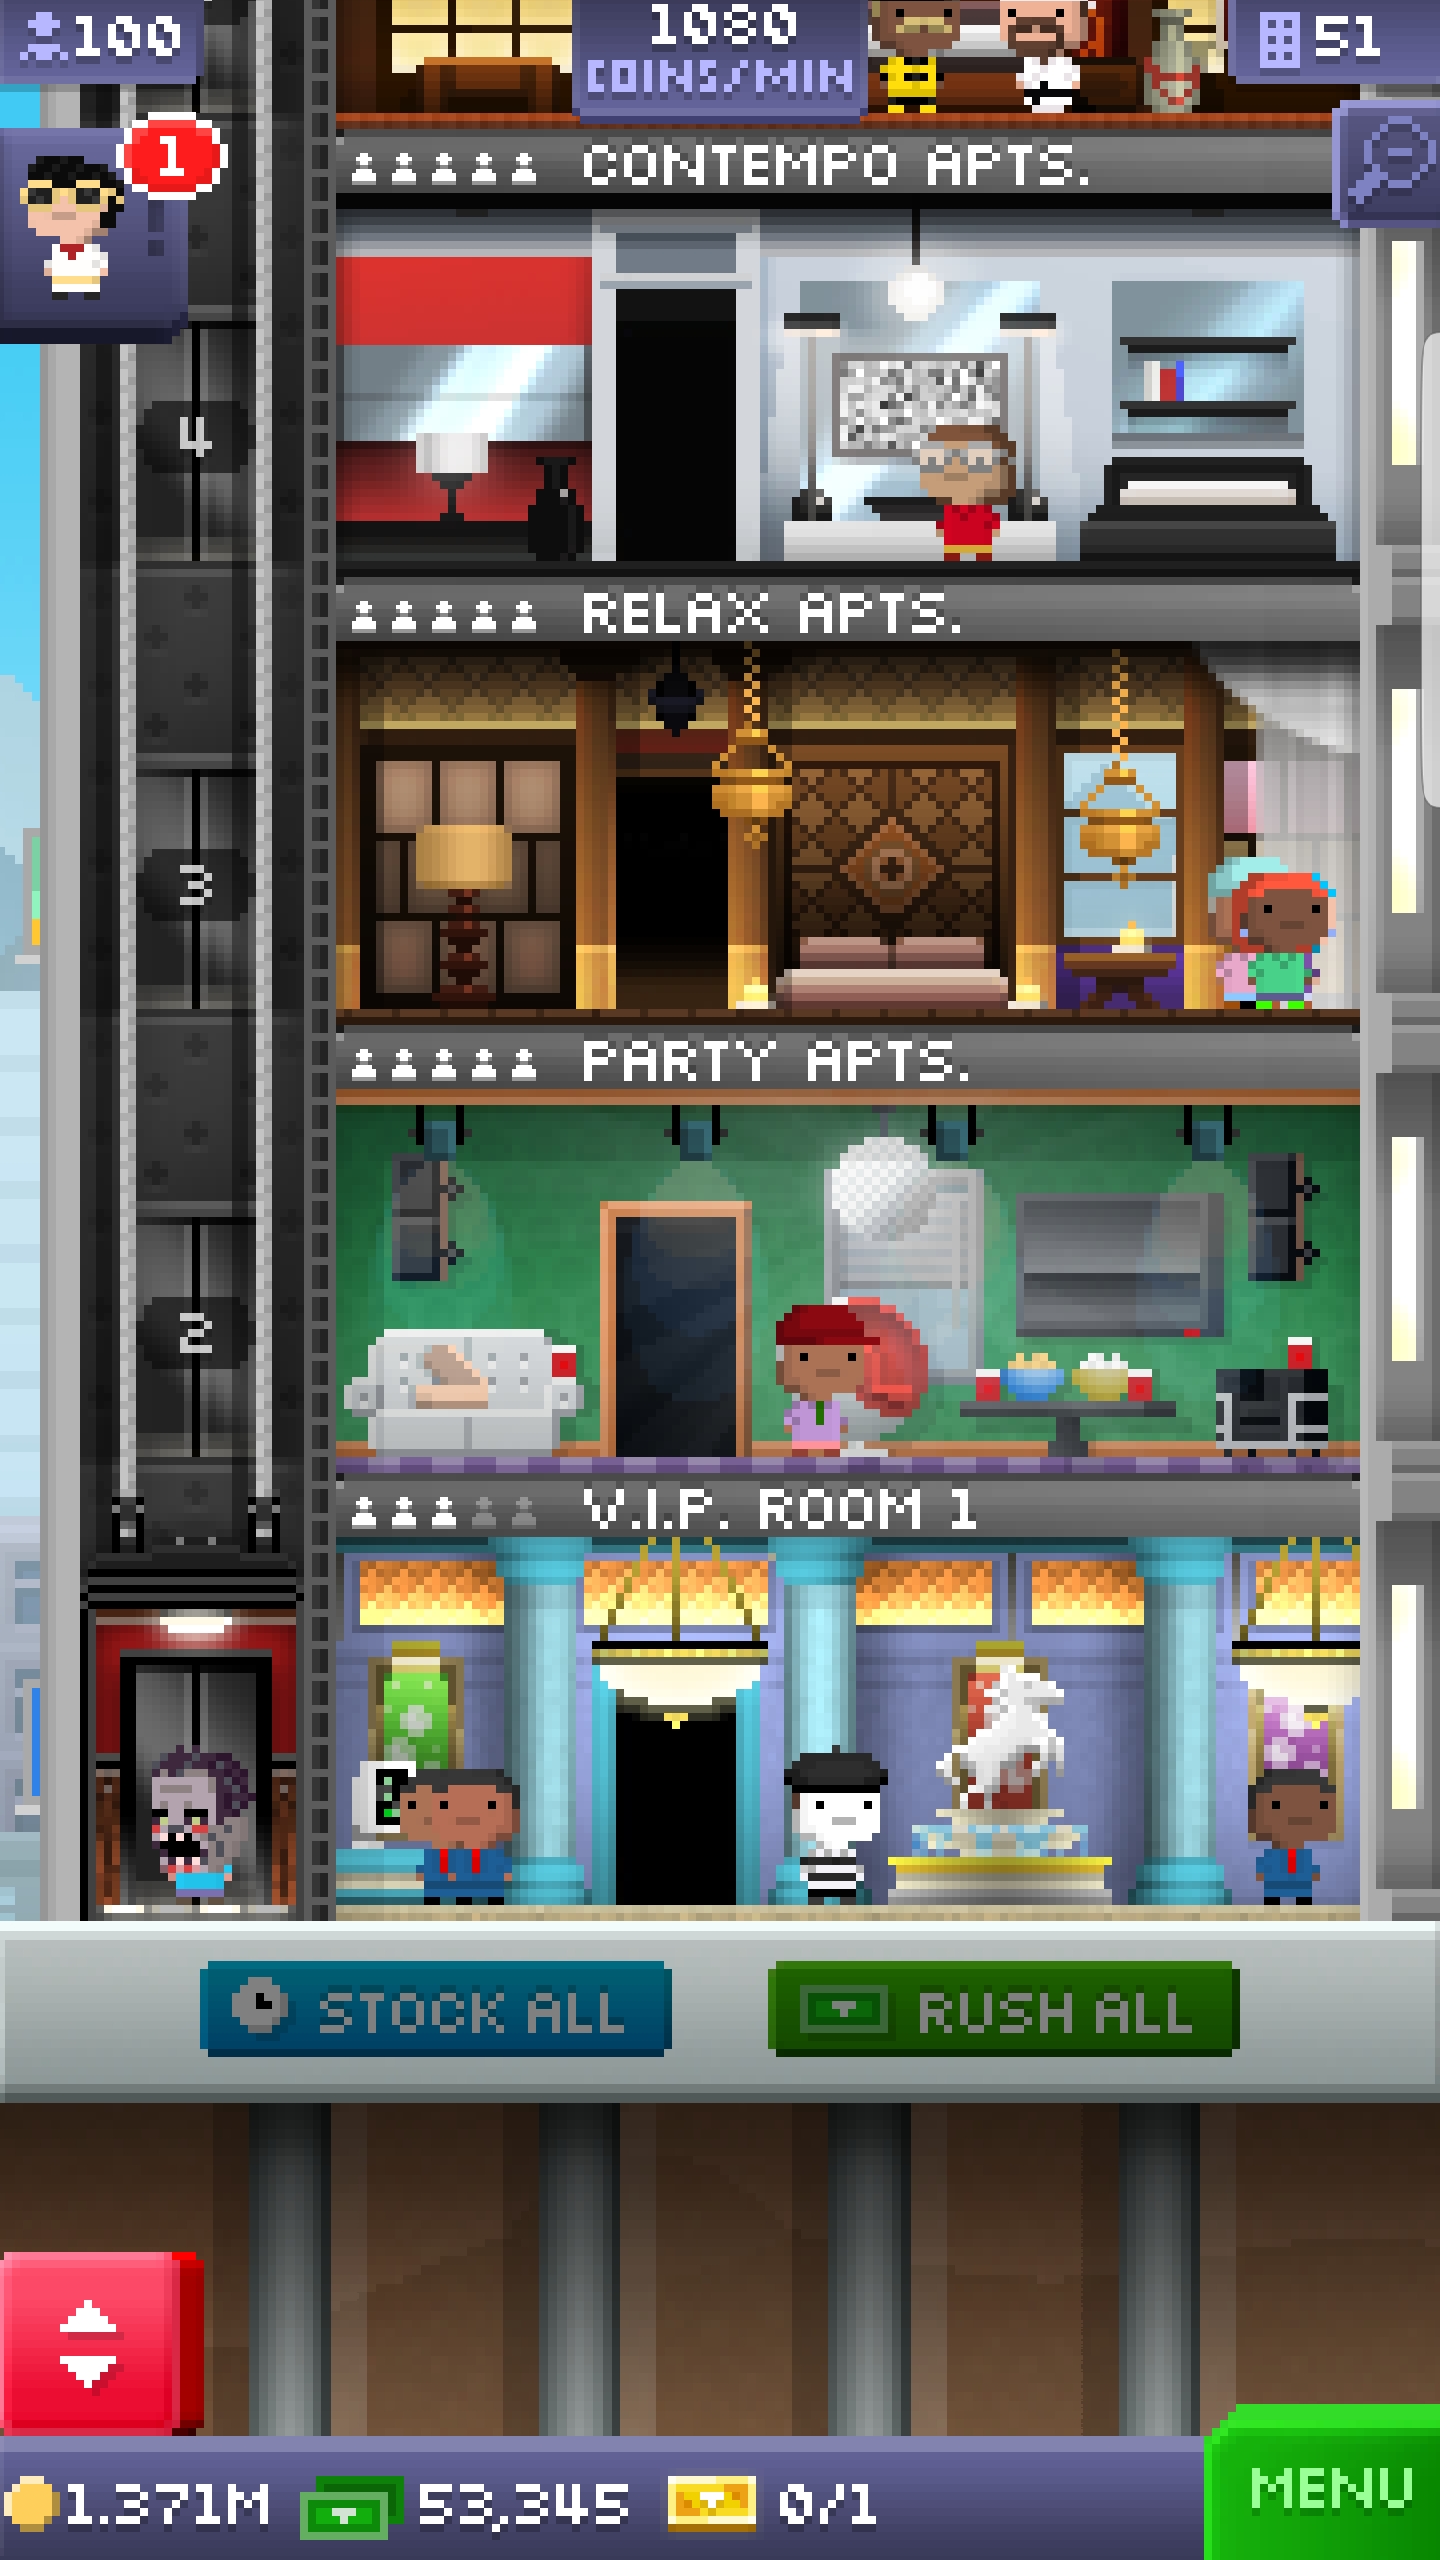 100
1080
COINS/MIN
51
1
CONTEMPO APTS.
4
RELAX APTS.
3
PARTY APTS.
2
V.I.P. ROOM 1
STOCK ALL
RUSH ALL
1.371M
53,345
0/1
MENU